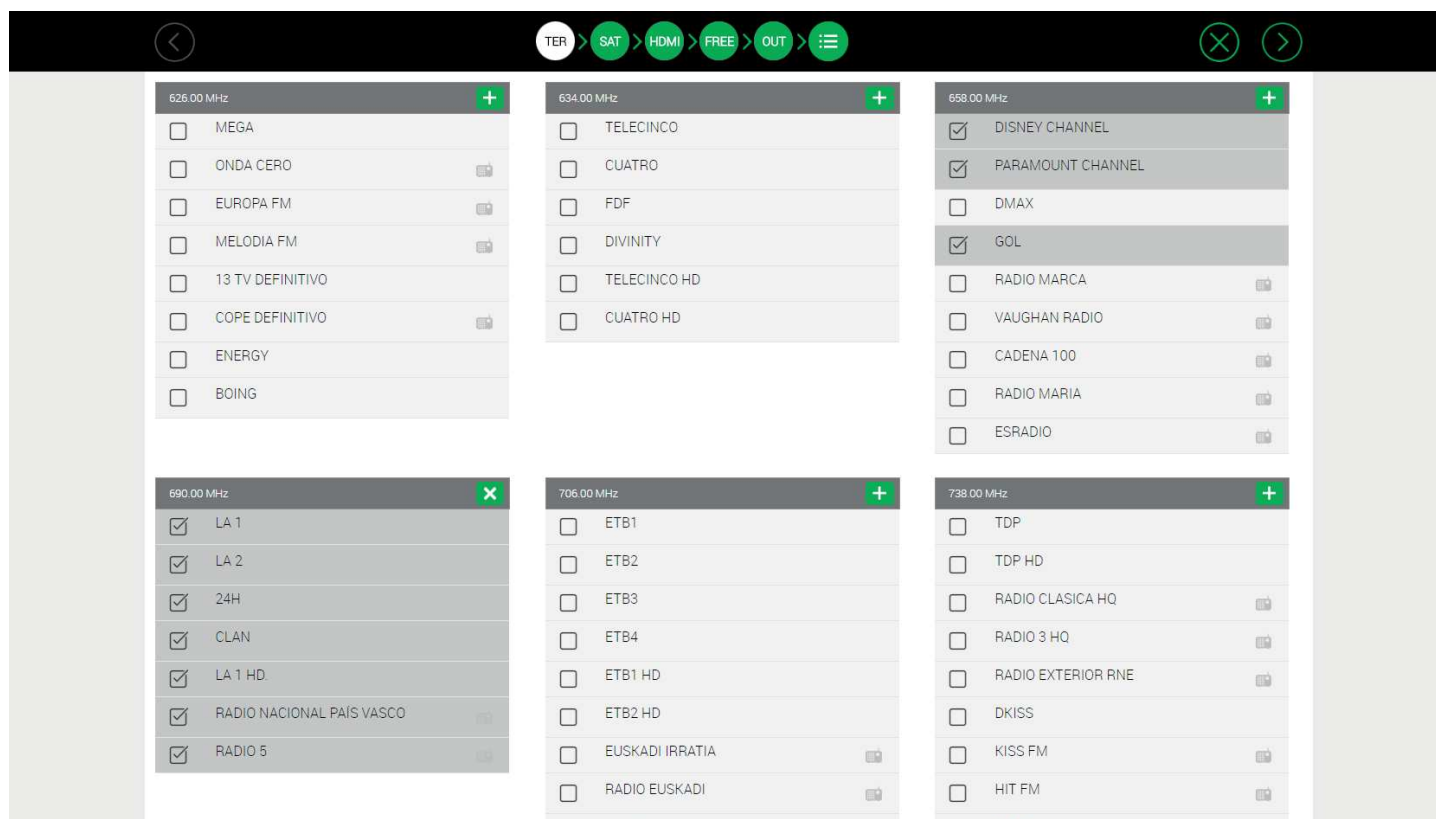 TER > SAT > HDMI > FREE > OUT >
626.00 MHz
MEGA
ONDA CERO
EUROPA FM
MELODIA FM
13 TV DEFINITIVO
COPE DEFINITIVO
ENERGY
BOING
634.00 MHz
TELECINCO
CUATRO
FDF
DIVINITY
TELECINCO HD
CUATRO HD
658.00 MHz
DISNEY CHANNEL
PARAMOUNT CHANNEL
DMAX
GOL
RADIO MARCA
VAUGHAN RADIO
CADENA 100
RADIO MARIA
ESRADIO
690.00 MHz
LA 1
LA 2
24H
CLAN
LA 1 HD.
RADIO NACIONAL PAÍS VASCO
RADIO 5
706.00 MHz
ETB1
ETB2
ETB3
ETB4
ETB1 HD
ETB2 HD
EUSKADI IRRATIA
RADIO EUSKADI
738.00 MHz
TDP
TDP HD
RADIO CLASICA HQ
RADIO 3 HQ
RADIO EXTERIOR RNE
DKISS
KISS FM
HIT FM